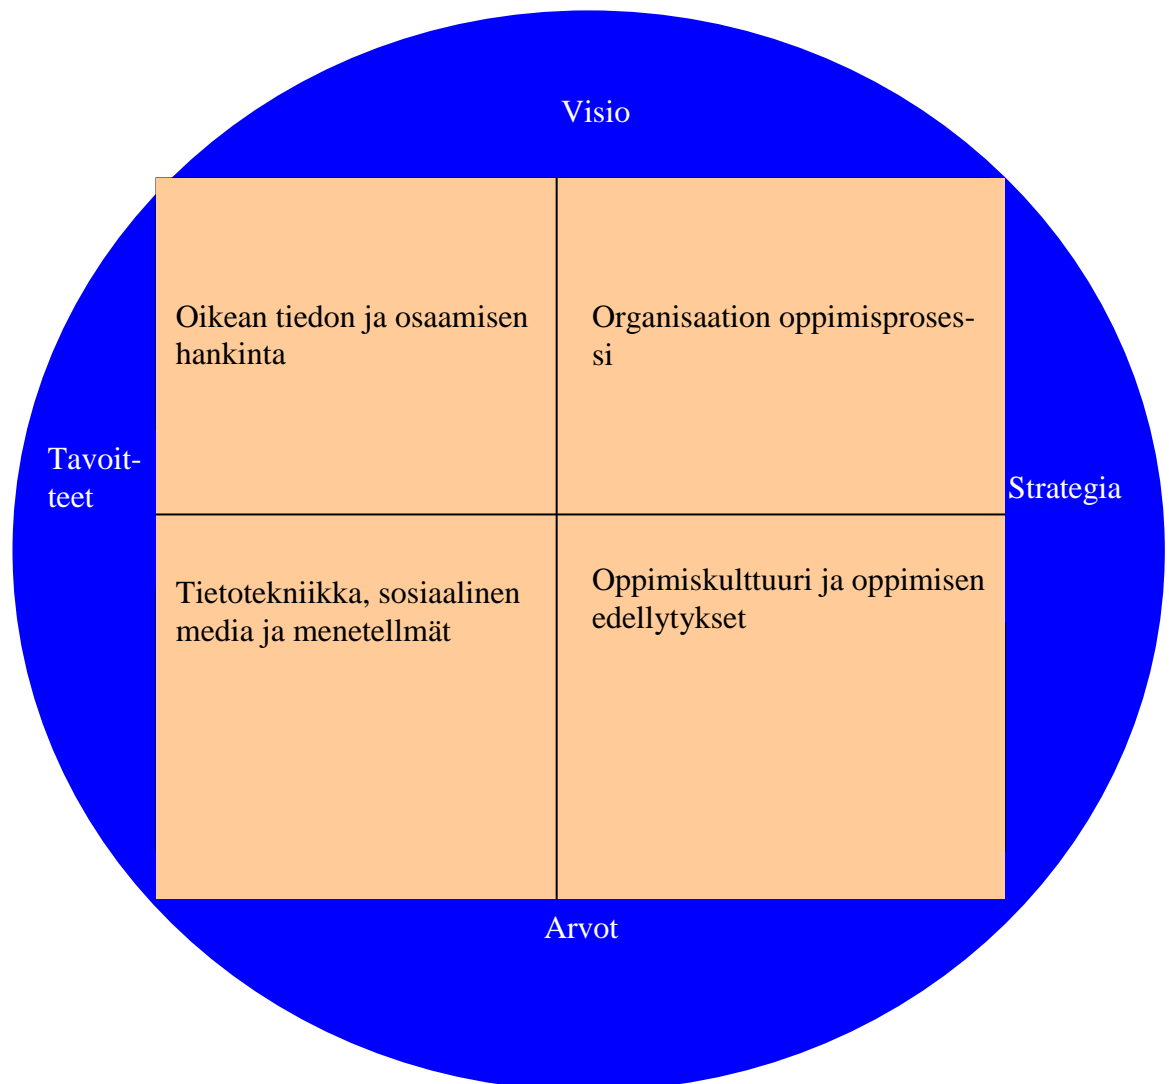 Visio
Oikean tiedon ja osaamisen
hankinta
Organisaation oppimisproses-
si
Tavoit-
teet
Strategia
Tietotekniikka, sosiaalinen
media ja menetellmät
Oppimiskulttuuri ja oppimisen
edellytykset
Arvot